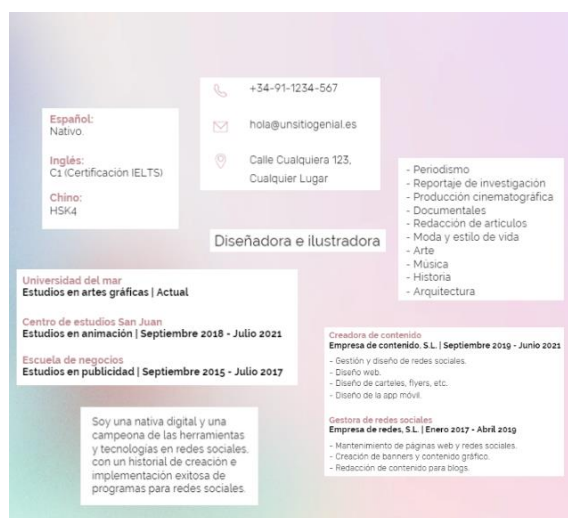 +34-91-1234-567
hola@unsitiogenial.es
Calle Cualquiera 123,
Cualquier Lugar
Español:
Nativo.
Inglés:
C1 (Certificación IELTS)
Chino:
HSK4
- Periodismo
- Reportaje de investigación
- Producción cinematográfica
- Documentales
- Redacción de artículos
- Moda y estilo de vida
- Arte
- Música
- Historia
- Arquitectura
Diseñadora e ilustradora
Universidad del mar
Estudios en artes gráficas | Actual
Centro de estudios San Juan
Estudios en animación | Septiembre 2018 - Julio 2021
Escuela de negocios
Estudios en publicidad | Septiembre 2015 - Julio 2017
Creadora de contenido
Empresa de contenido, S.L. | Septiembre 2019 - Junio 2021
- Gestión y diseño de redes sociales.
- Diseño web.
- Diseño de carteles, flyers, etc.
- Diseño de la app móvil.
Gestora de redes sociales
Empresa de redes, S.L. | Enero 2017 - Abril 2019
- Mantenimiento de páginas web y redes sociales.
- Creación de banners y contenido gráfico.
- Redacción de contenido para blogs.
Soy una nativa digital y una
campeona de las herramientas
y tecnologías en redes sociales,
con un historial de creación e
implementación exitosa de
programas para redes sociales.